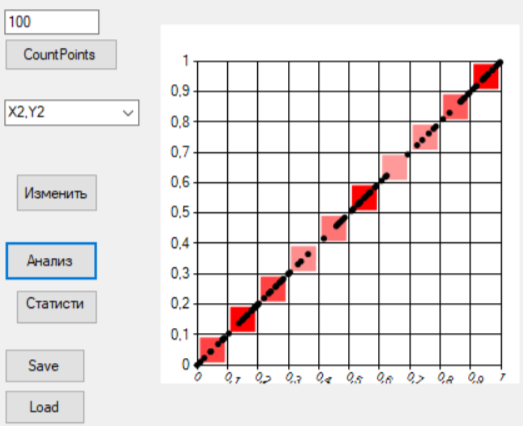 100
CountPoints
X2,Y2
Изменить
Анализ
Статисти
Save
Load
1
0,9
0,8
0,7
0,6
0,5
0,4
0,3
0,2
0,1
0
0 0,1 0,2 0,3 0,4 0,5 0,6 0,7 0,8 0,9 1